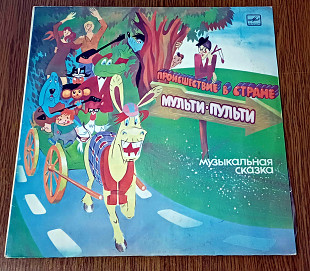 ПРОИСШЕСТВИЕ В СТРАНЕ
МУЛЬТИ-ПУЛЬТИ
музыкальная
сказка